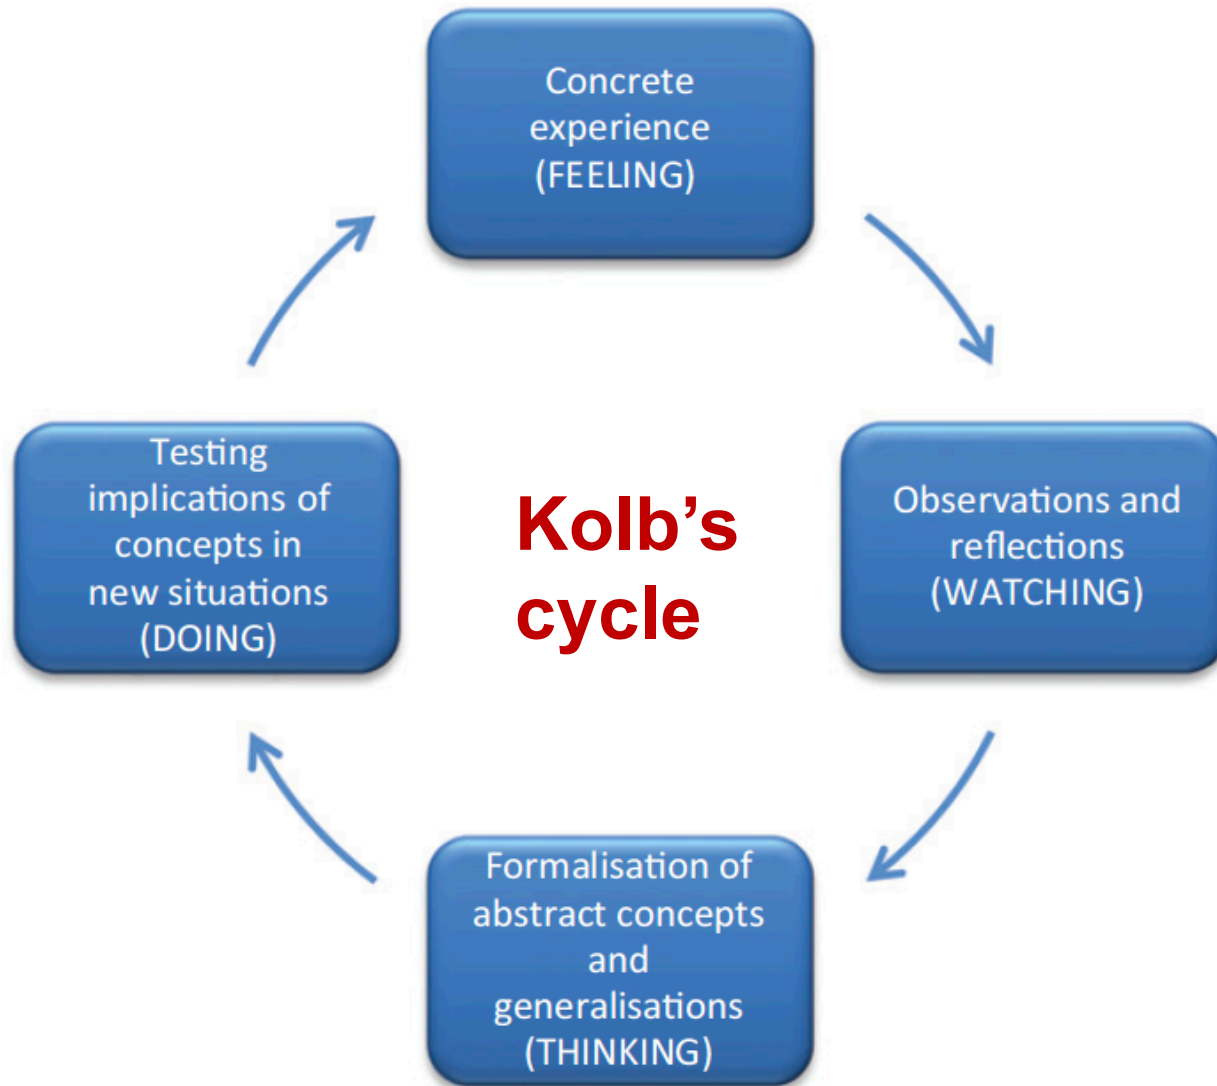 Concrete
experience
(FEELING)
Testing
implications of
concepts in
new situations
(DOING)
Kolb’s
cycle
Observations and
reflections
(WATCHING)
Formalisation of
abstract concepts
and
generalisations
(THINKING)